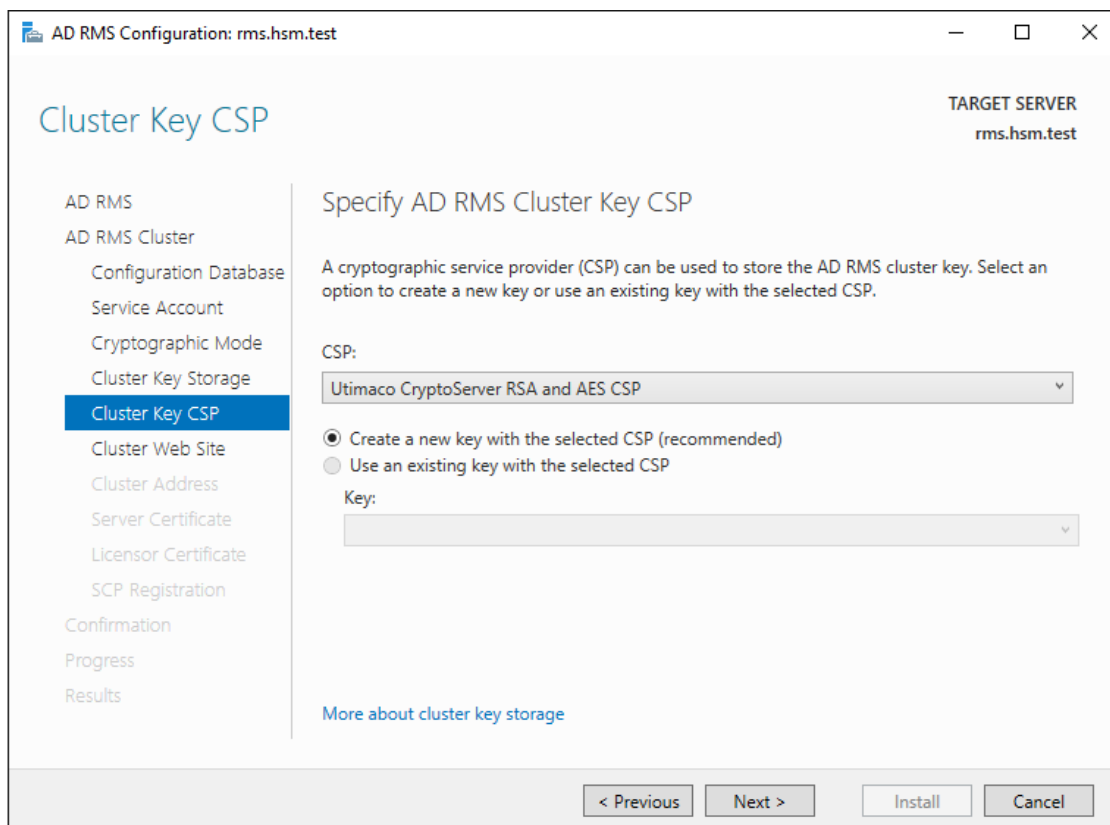 AD RMS Configuration: rms.hsm.test
Cluster Key CSP
TARGET SERVER
rms.hsm.test
AD RMS
AD RMS Cluster
Configuration Database
Service Account
Cryptographic Mode
Cluster Key Storage
Cluster Key CSP
Cluster Web Site
Cluster Address
Server Certificate
Licensor Certificate
SCP Registration
Confirmation
Progress
Results
Specify AD RMS Cluster Key CSP
A cryptographic service provider (CSP) can be used to store the AD RMS cluster key. Select an
option to create a new key or use an existing key with the selected CSP.
CSP:
Utimaco CryptoServer RSA and AES CSP
Create a new key with the selected CSP (recommended)
Use an existing key with the selected CSP
Key:
More about cluster key storage
< Previous
Next >
Install
Cancel